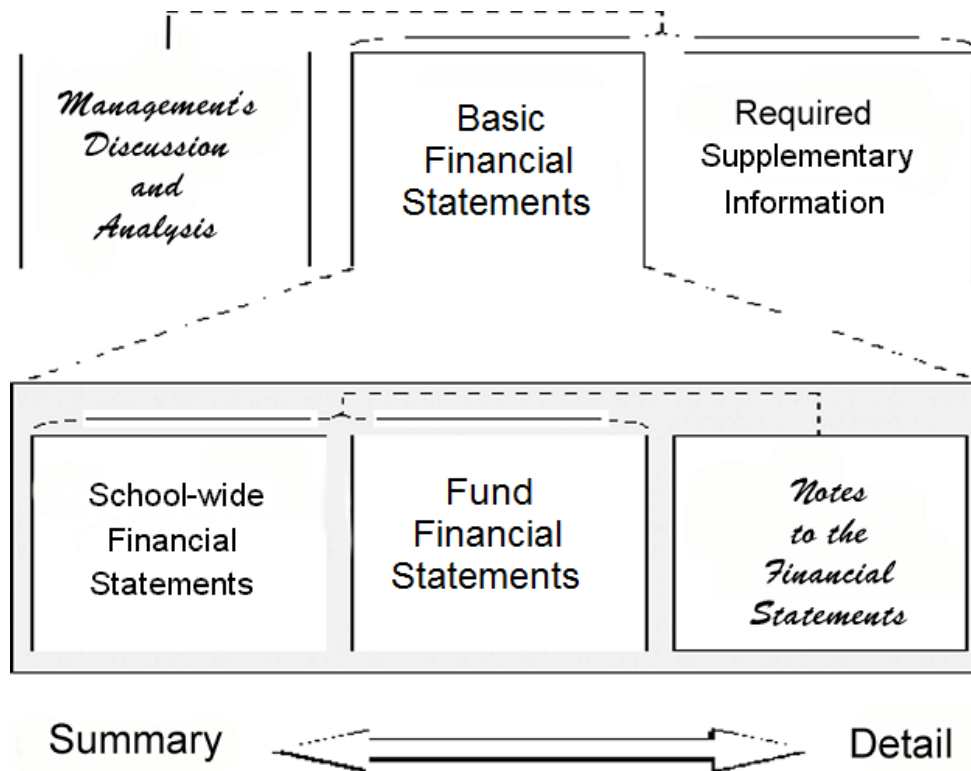 Management's
Discussion
and
Analysis
Basic
Financial
Statements
Required
Supplementary
Information
School-wide
Financial
Statements
Fund
Financial
Statements
Notes
to the
Financial
Statements
Summary
Detail